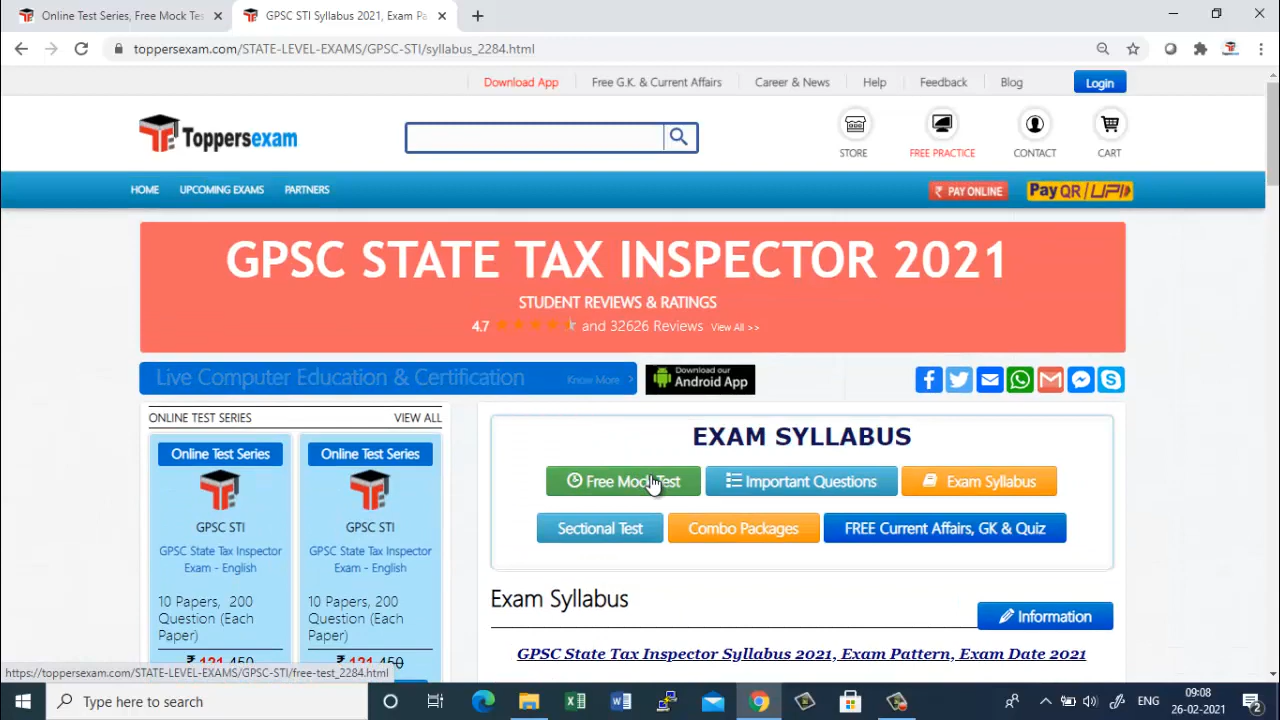 Online Test Series, Free Mock Tes
GPSC STI Syllabus 2021, Exam Pa
toppersexam.com/STATE-LEVEL-EXAMS/GPSC-STI/syllabus_2284.html
Download App
Free G.K. & Current Affairs
Career & News
Help
Feedback
Blog
Login
Toppersexam
STORE
FREE PRACTICE
CONTACT
CART
HOME
UPCOMING EXAMS
PARTNERS
₹ PAY ONLINE
Pay QR / UPI
GPSC STATE TAX INSPECTOR 2021
STUDENT REVIEWS & RATINGS
4.7 and 32626 Reviews View All >>
Live Computer Education & Certification
Know More >
Download our
Android App
ONLINE TEST SERIES
VIEW ALL
Online Test Series
GPSC STI
GPSC State Tax Inspector
Exam - English
10 Papers, 200
Question (Each
Paper)
₹ 121 450
Online Test Series
GPSC STI
GPSC State Tax Inspector
Exam - English
10 Papers, 200
Question (Each
Paper)
₹ 121 450
EXAM SYLLABUS
Free Mock Test
Important Questions
Exam Syllabus
Sectional Test
Combo Packages
FREE Current Affairs, GK & Quiz
Exam Syllabus
Information
GPSC State Tax Inspector Syllabus 2021, Exam Pattern, Exam Date 2021
https://toppersexam.com/STATE-LEVEL-EXAMS/GPSC-STI/free-test_2284.html
Type here to search
ENG
09:08
26-02-2021
2